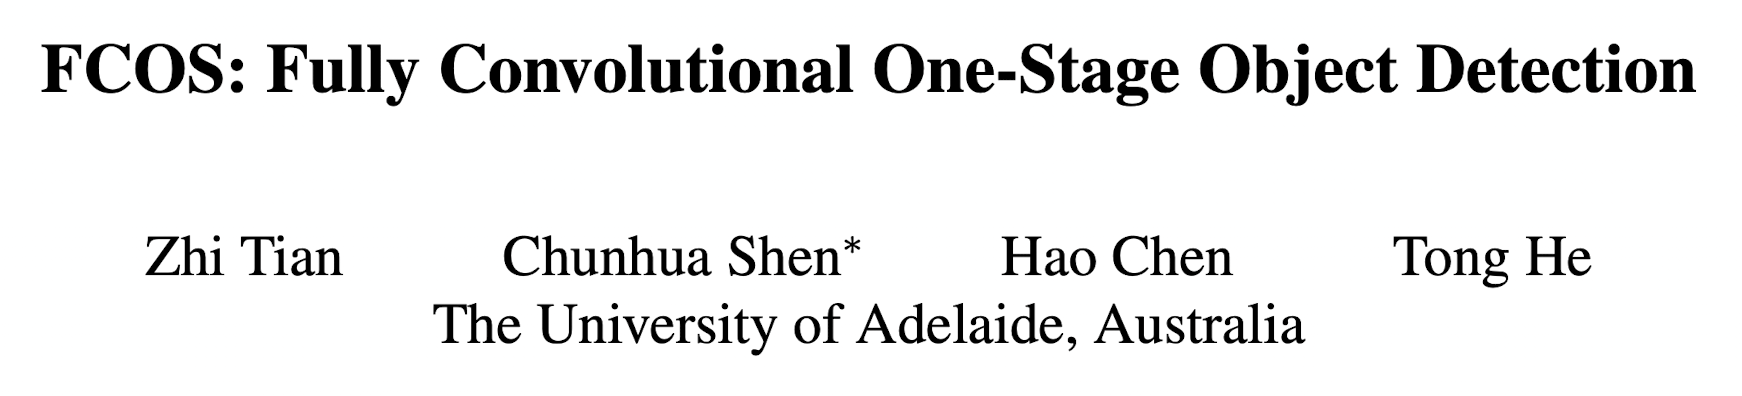 FCOS: Fully Convolutional One-Stage Object Detection
Zhi Tian Chunhua Shen* Hao Chen Tong He
The University of Adelaide, Australia